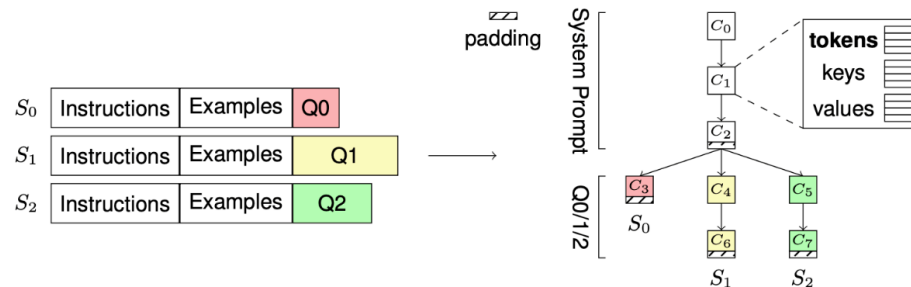 S0 Instructions Examples Q0
S1 Instructions Examples Q1
S2 Instructions Examples Q2
padding
System Prompt
Q0/1/2
C0
C1
C2
C3 C4 C5
S0
C6 C7
S1 S2
tokens
keys
values